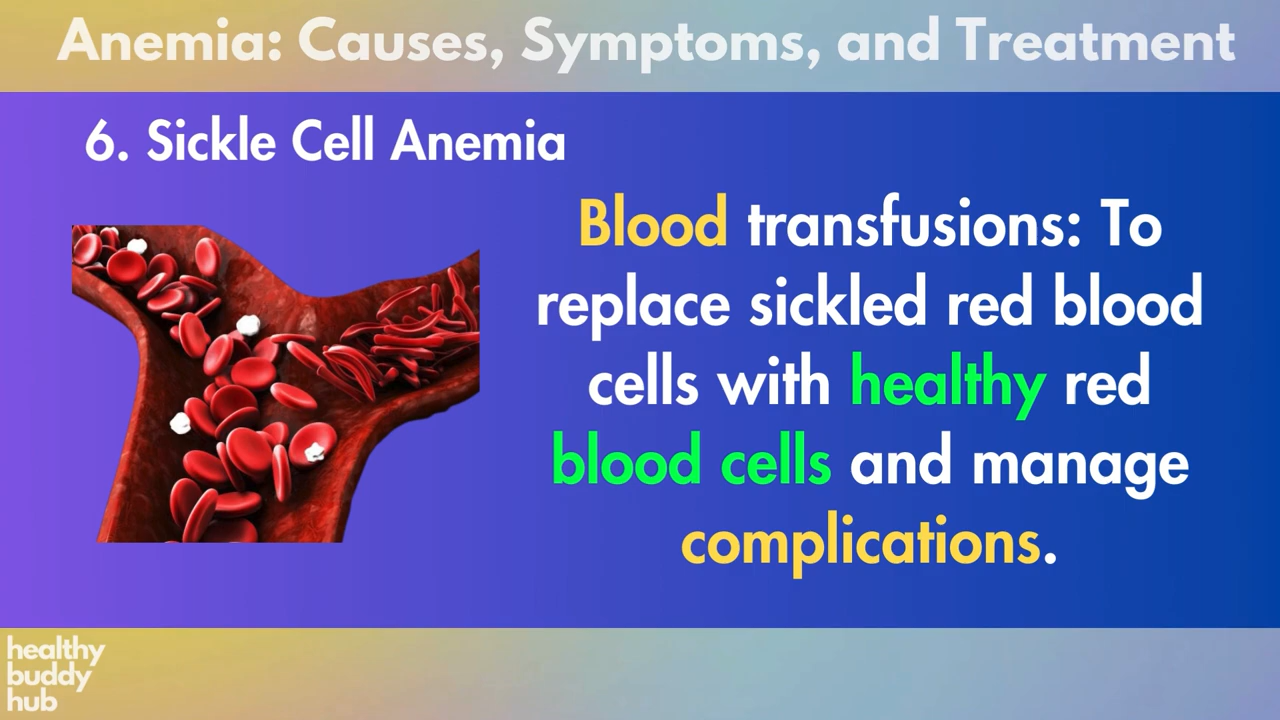 Anemia: Causes, Symptoms, and Treatment
6. Sickle Cell Anemia
Blood transfusions: To
replace sickled red blood
cells with healthy red
blood cells and manage
complications.
healthy
buddy
hub